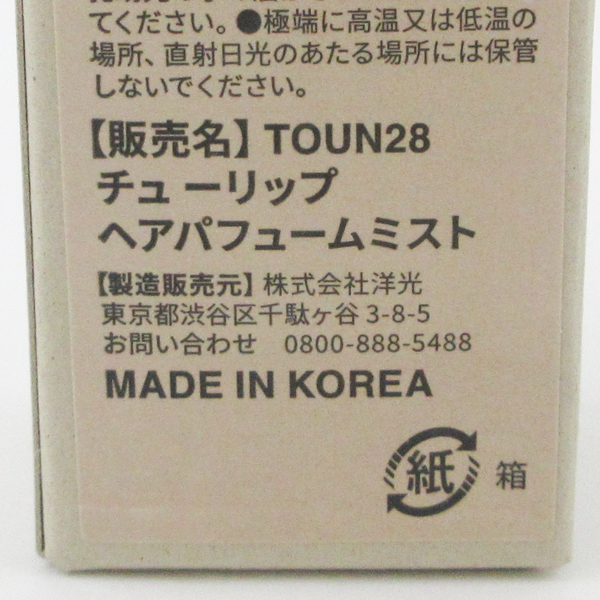 てください。●極端に高温又は低温の
場所、直射日光のあたる場所には保管
しないでください。
【販売名】TOUN28
チューリップ
ヘアパフュームミスト
【製造販売元】株式会社洋光
東京都渋谷区千駄ヶ谷 3-8-5
お問い合わせ 0800-888-5488
MADE IN KOREA
紙 箱